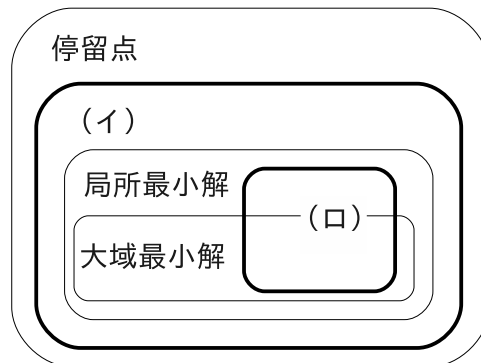 停留点
（イ）
局所最小解
（ロ）
大域最小解